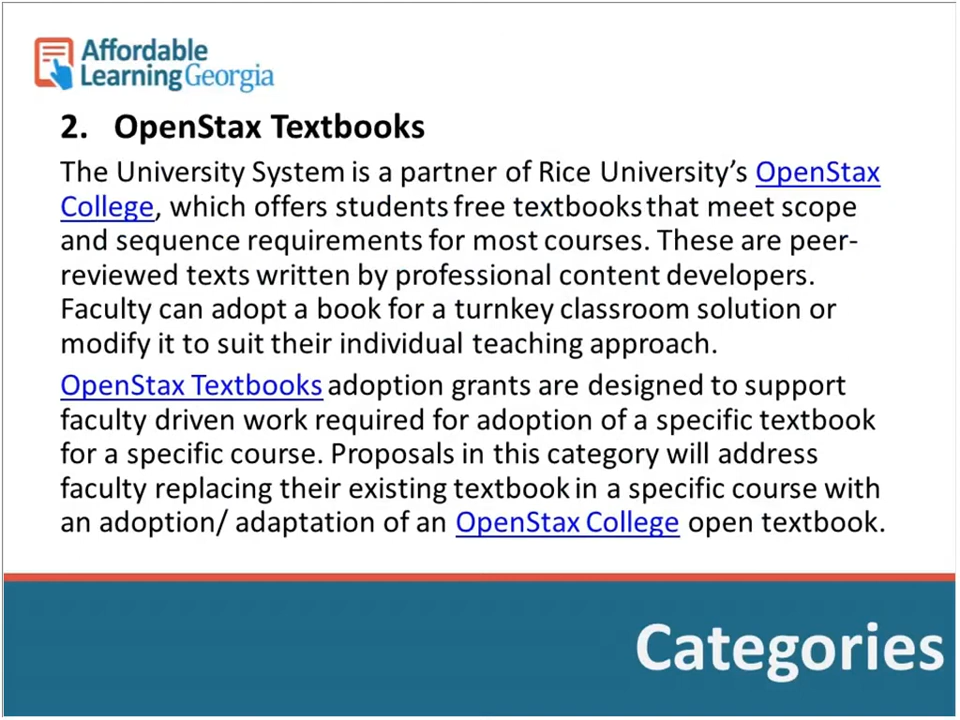 Affordable
LearningGeorgia
2. OpenStax Textbooks
The University System is a partner of Rice University’s OpenStax
College, which offers students free textbooks that meet scope
and sequence requirements for most courses. These are peer-
reviewed texts written by professional content developers.
Faculty can adopt a book for a turnkey classroom solution or
modify it to suit their individual teaching approach.
OpenStax Textbooks adoption grants are designed to support
faculty driven work required for adoption of a specific textbook
for a specific course. Proposals in this category will address
faculty replacing their existing textbook in a specific course with
an adoption/ adaptation of an OpenStax College open textbook.
Categories